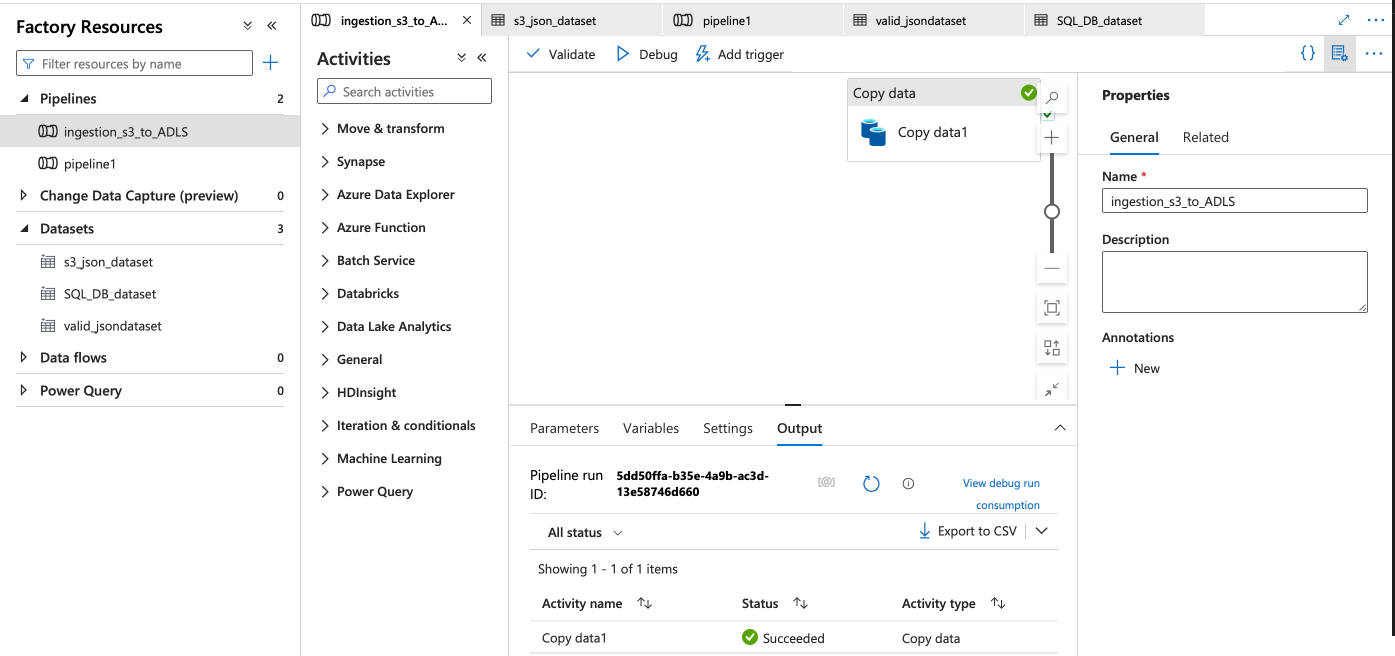 Factory Resources
Filter resources by name
Pipelines 2
ingestion_s3_to_ADLS
pipeline1
Change Data Capture (preview) 0
Datasets 3
s3_json_dataset
SQL_DB_dataset
valid_jsondataset
Data flows 0
Power Query 0
ingestion_s3_to_A...
s3_json_dataset
pipeline1
valid_jsondataset
SQL_DB_dataset
Activities
Search activities
Move & transform
Synapse
Azure Data Explorer
Azure Function
Batch Service
Databricks
Data Lake Analytics
General
HDInsight
Iteration & conditionals
Machine Learning
Power Query
Validate
Debug
Add trigger
{}
Copy data
Copy data1
Parameters
Variables
Settings
Output
Pipeline run
ID:
5dd50ffa-b35e-4a9b-ac3d-
13e58746d660
View debug run
consumption
All status
Export to CSV
Showing 1 - 1 of 1 items
Activity name Status Activity type
Copy data1 Succeeded Copy data
Properties
General
Related
Name *
ingestion_s3_to_ADLS
Description
Annotations
New